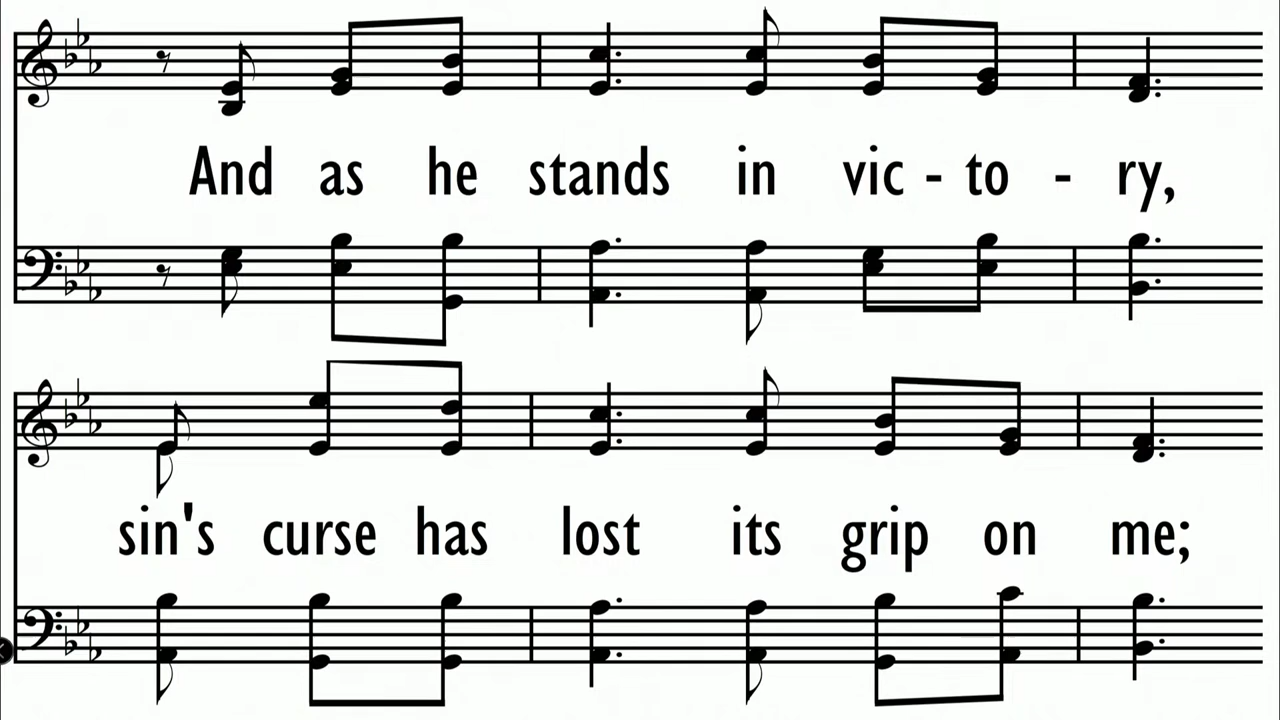 And as he stands in vic - to - ry,
sin's curse has lost its grip on me;